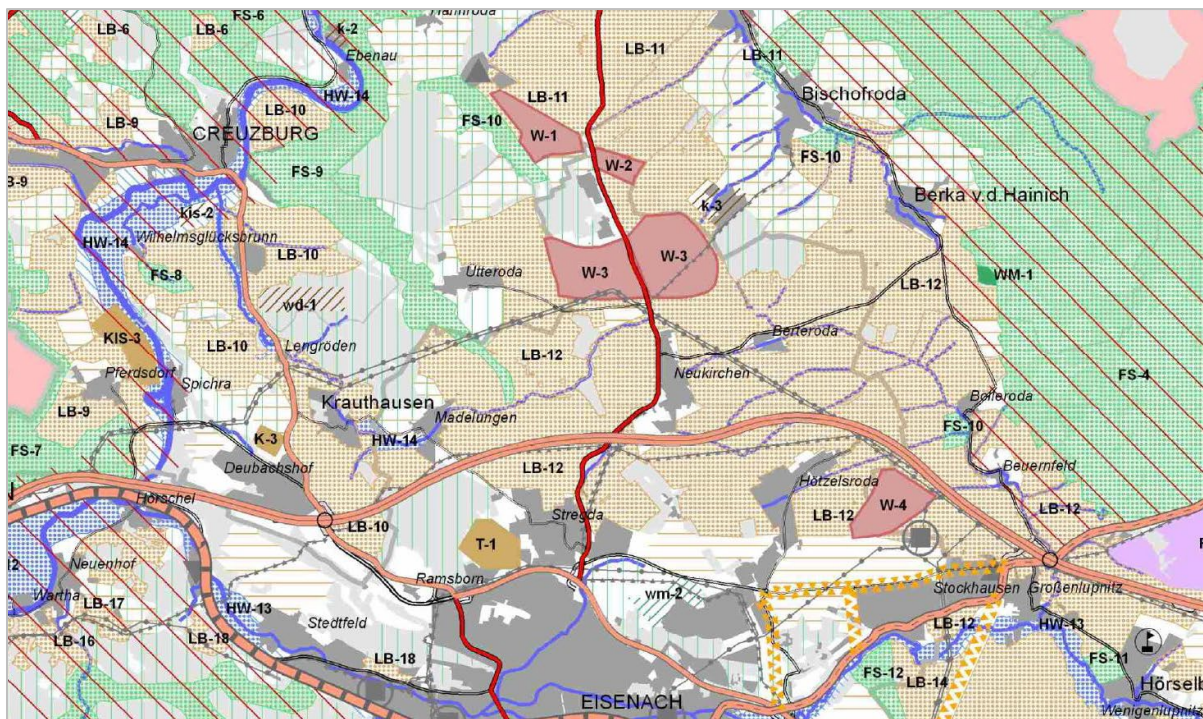 FS-6
LB-6
LB-6
k-2
Ebenau
LB-11
LB-11
HW-14
LB-10
LB-11
Bischofroda
LB-9
CREUZBURG
FS-10
W-1
W-2
FS-10
FS-9
kis-2
k-3
Berka v.d.Hainich
HW-14
Wilhelmsglücksbrunn
LB-10
W-3
W-3
FS-8
Ütteroda
WM-1
LB-12
wd-1
KIS-3
LB-10
Lengröden
LB-12
Berteroda
Pferdsdorf
Spichra
Neukirchen
FS-4
LB-9
Krauthausen
Madelungen
Bolleroda
FS-10
K-3
HW-14
FS-7
Deubachshof
LB-12
Beuernfeld
Hötzelsroda
Hörschel
LB-10
Stregda
LB-12
W-4
LB-12
T-1
Neuenhof
Ramsborn
Wartha
HW-13
wm-2
Stockhausen
Großenlupnitz
LB-17
Stedtfeld
LB-12
HW-13
LB-16
LB-18
LB-18
FS-12
LB-14
FS-11
EISENACH
Hörselb
Wenigenlupnitz